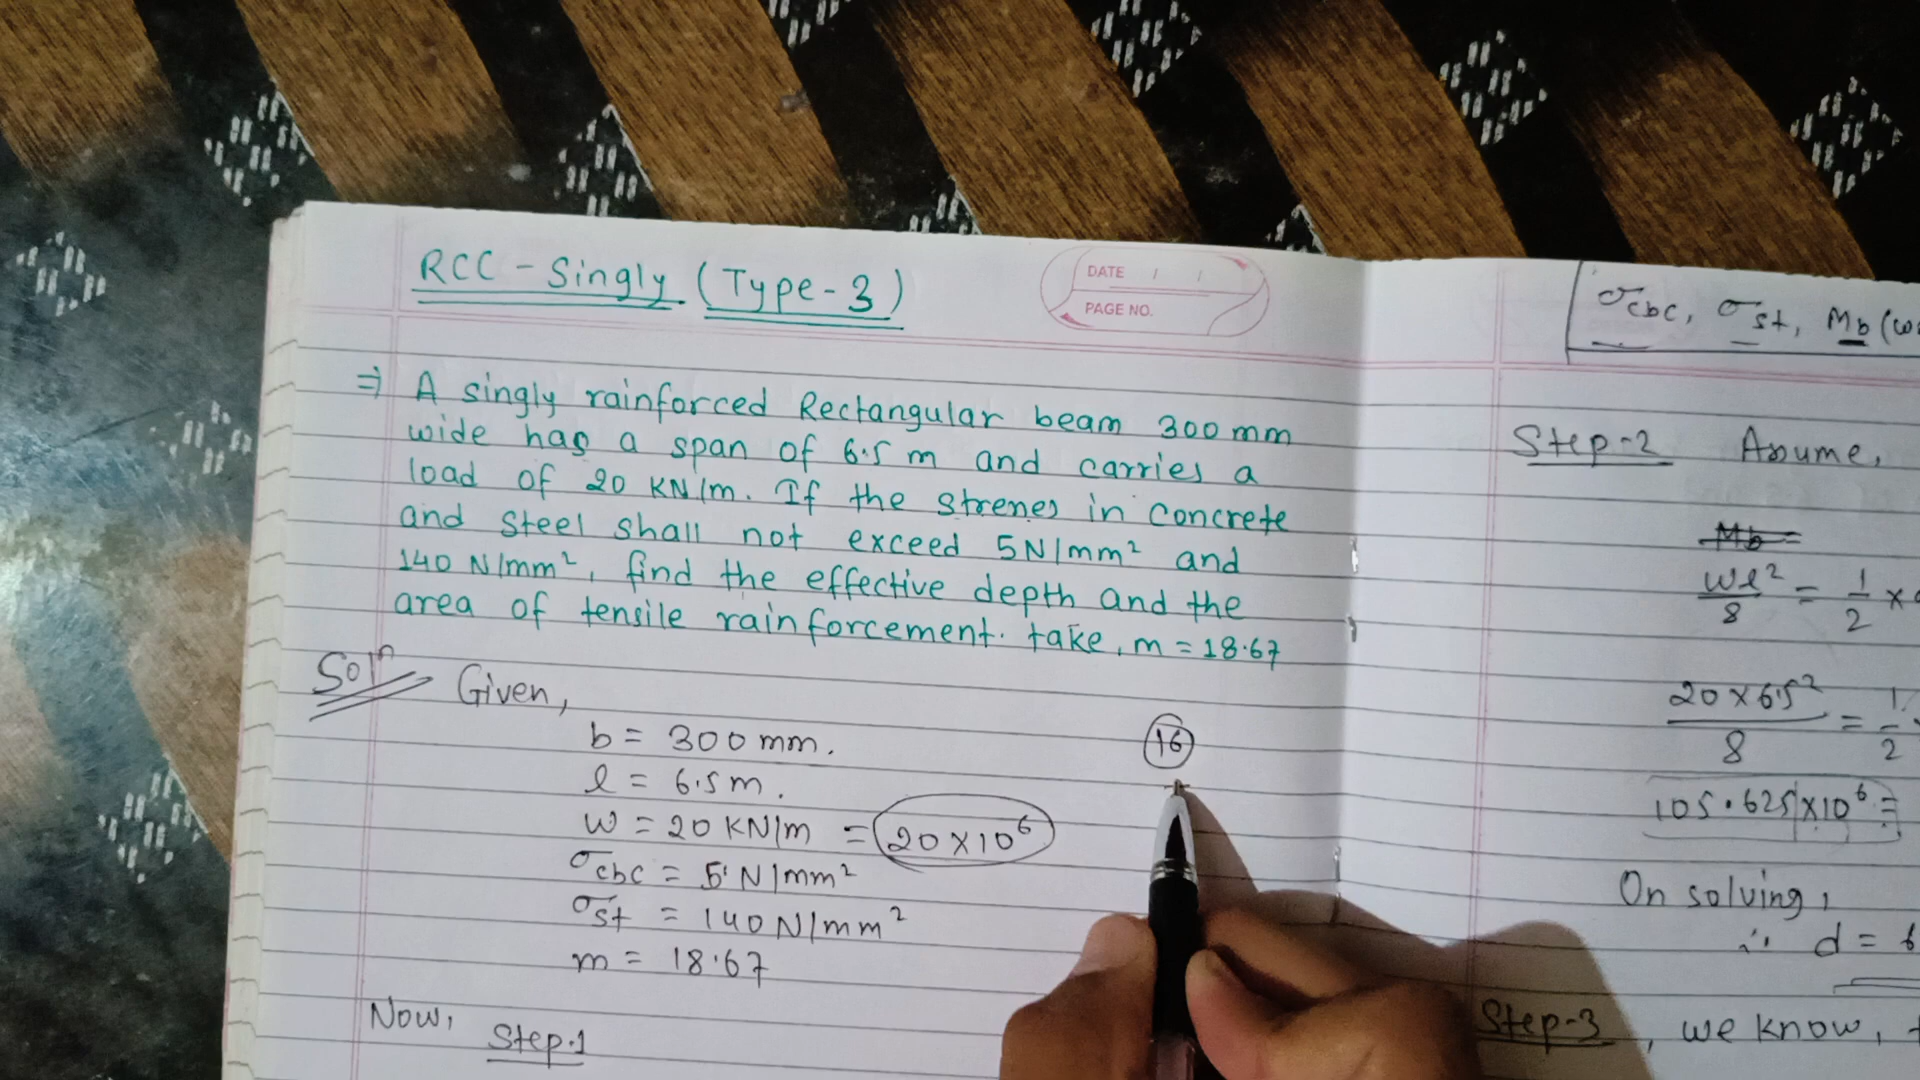 RCC - Singly (Type-3)
DATE / /
PAGE NO.
⇒ A singly rainforced Rectangular beam 300 mm
wide has a span of 6.5 m and carries a
load of 20 KN/m. If the stresses in concrete
and steel shall not exceed 5N/mm² and
140 N/mm², find the effective depth and the
area of tensile rainforcement. take, m = 18.67
Solⁿ Given,
b = 300 mm.
16
l = 6.5 m.
w = 20 KN/m = 20 × 10⁶
σcbc = 5 N/mm²
σst = 140 N/mm²
m = 18.67
Now, Step.1
σcbc, σst, Mb (w
Step-2 Assume,
Mb =
wl²/8 = 1/2 ×
20 × 6.5²/8 = 1/2
105.625 × 10⁶ =
On solving,
∴ d = 6
Step-3, we know,